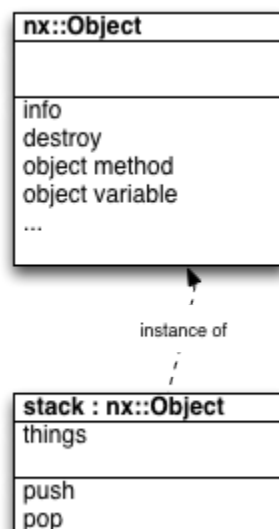 nx::Object
info
destroy
object method
object variable
...
instance of
stack : nx::Object
things
push
pop